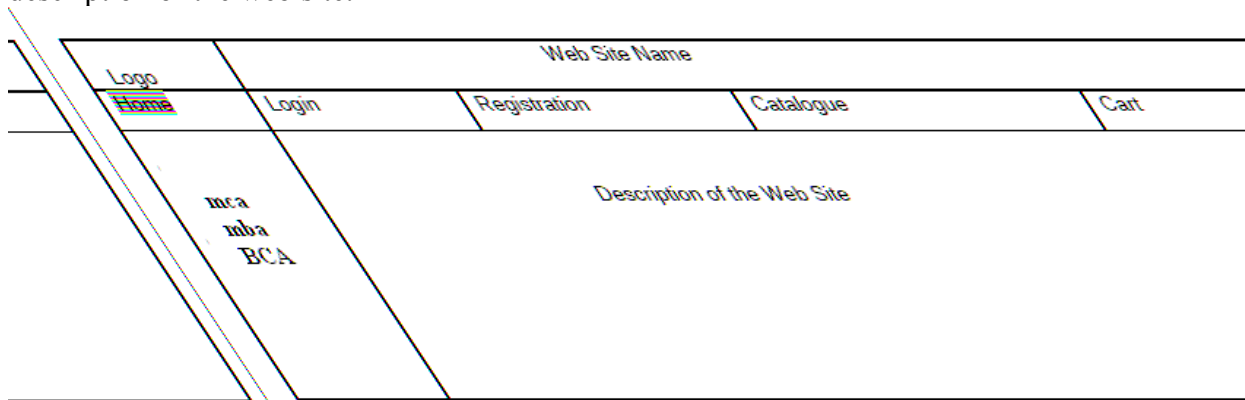 Web Site Name
Logo
Home Login Registration Catalogue Cart
Description of the Web Site
mca
mba
BCA